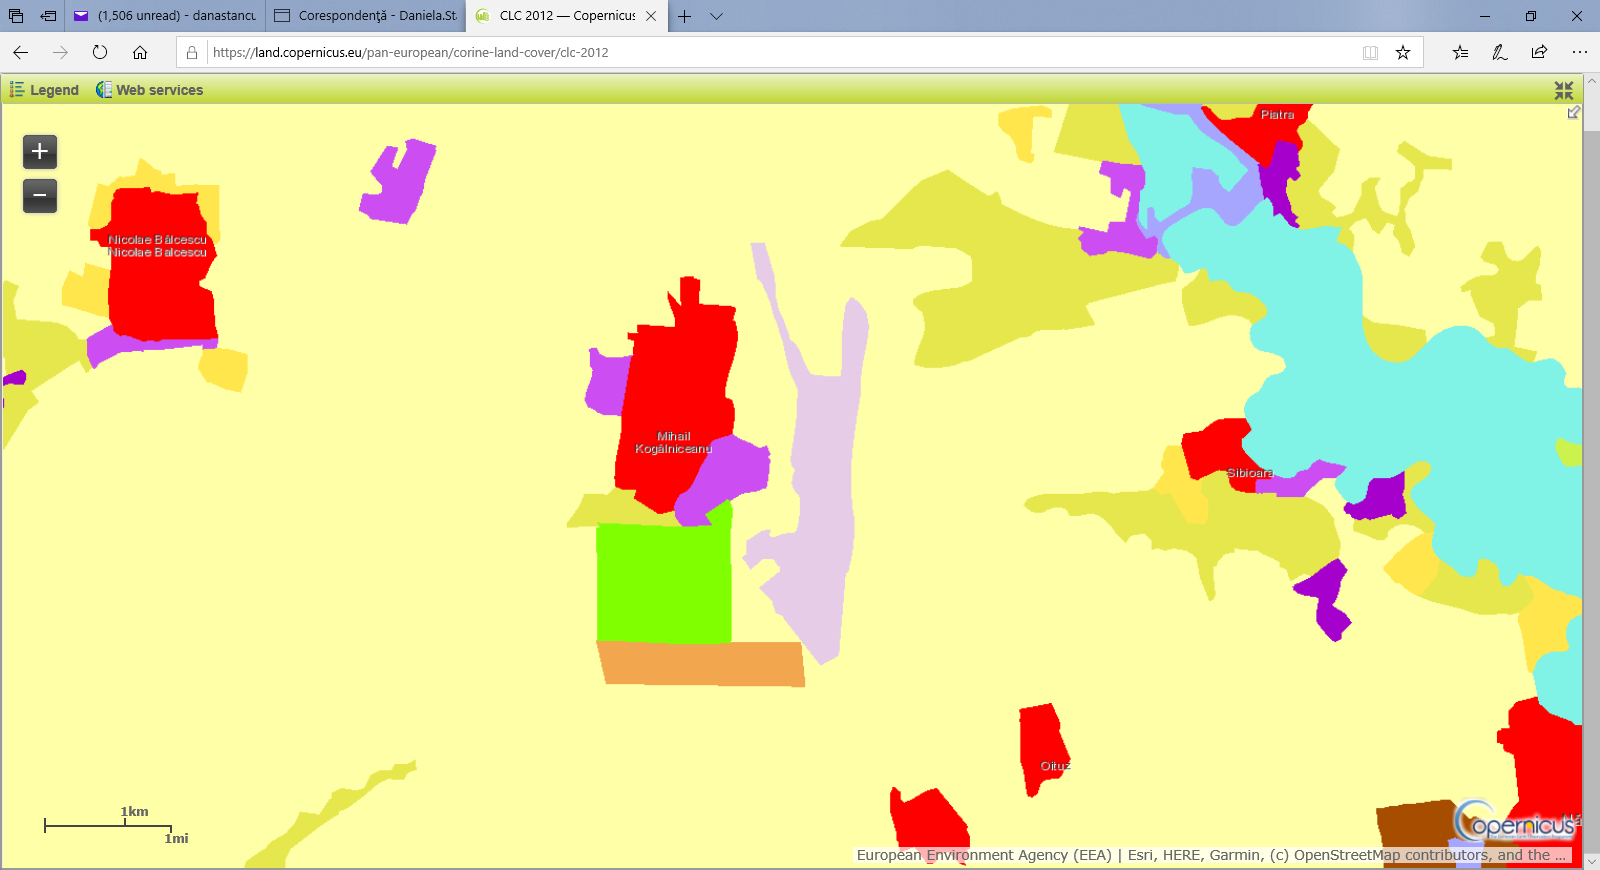 (1,506 unread) - danastancu
Corespondenţă - Daniela.St
CLC 2012 — Copernicus
https://land.copernicus.eu/pan-european/corine-land-cover/clc-2012
Legend
Web services
Piatra
Nicolae Bălcescu
Nicolae Balcescu
Mihail
Kogălniceanu
Sibioara
Oituz
1km
1mi
Copernicus
European Environment Agency (EEA) | Esri, HERE, Garmin, (c) OpenStreetMap contributors, and the ...